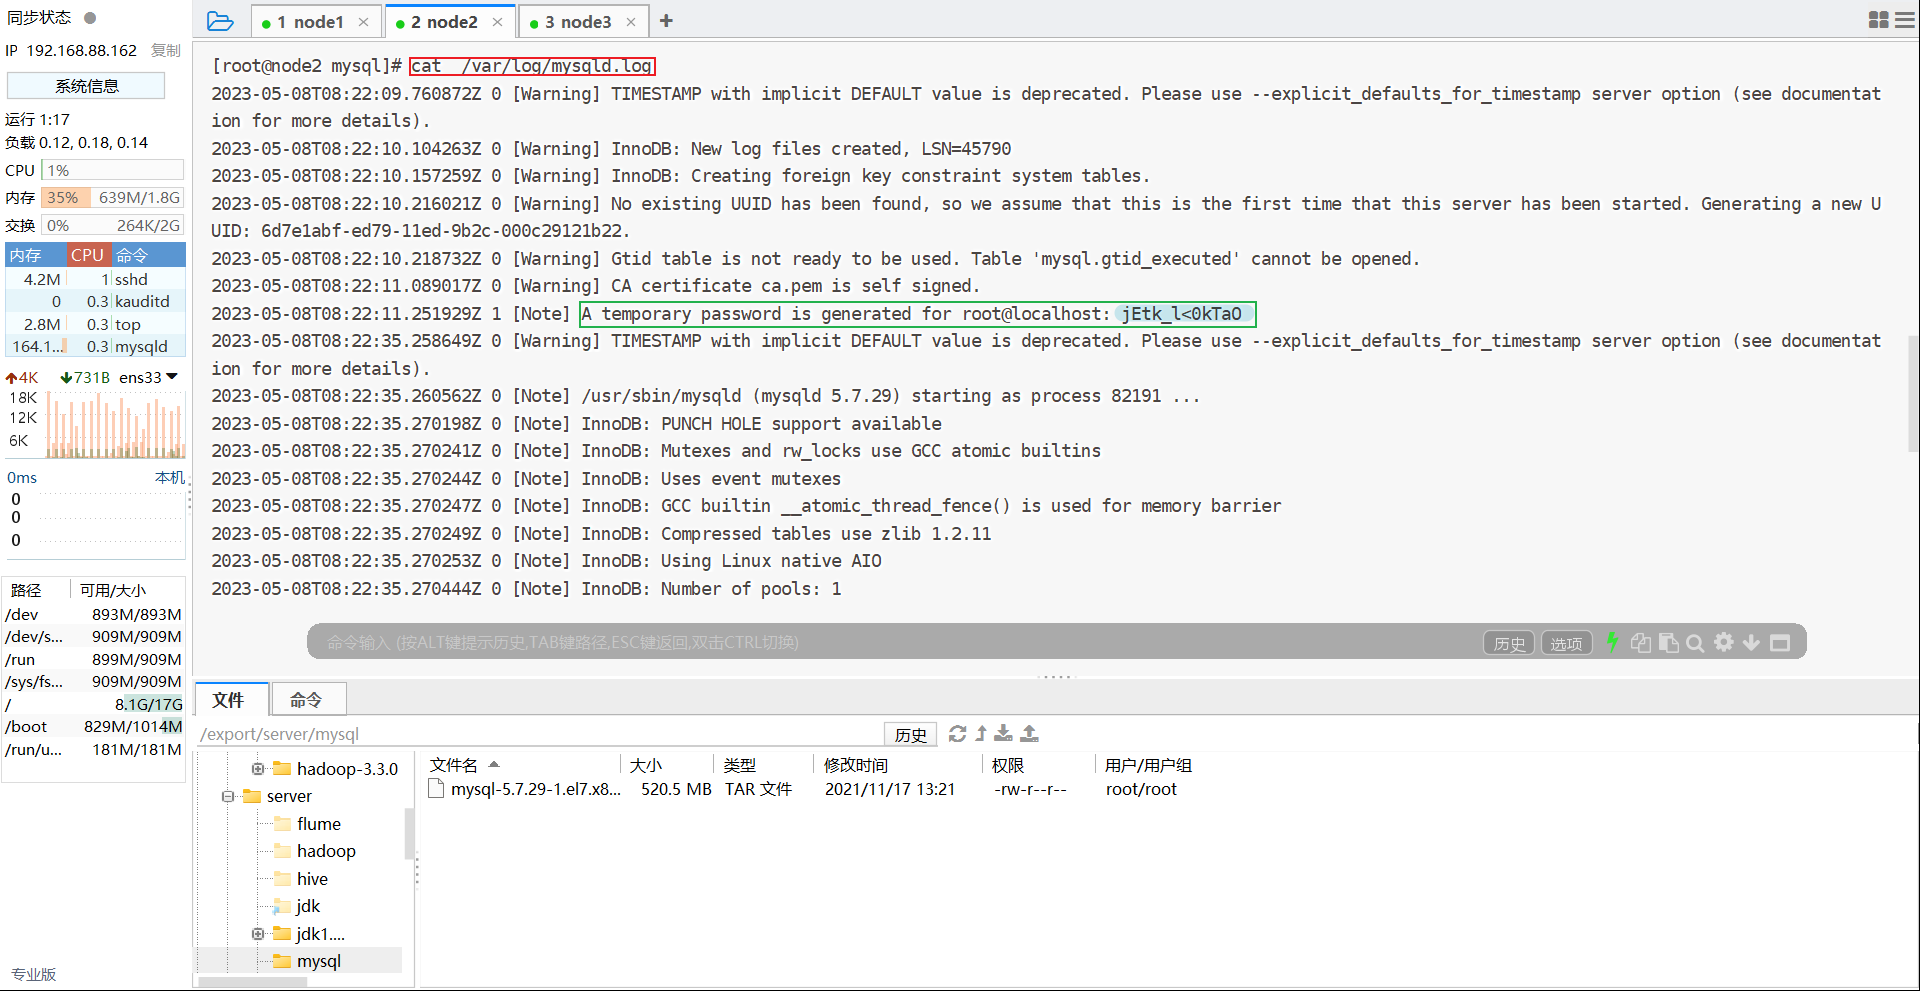 同步状态
IP 192.168.88.162 复制
系统信息
运行 1:17
负载 0.12, 0.18, 0.14
CPU 1%
内存 35% 639M/1.8G
交换 0% 264K/2G
内存 CPU 命令
4.2M 1 sshd
0 0.3 kauditd
2.8M 0.3 top
164.1... 0.3 mysqld
4K 731B ens33
18K
12K
6K
0ms 本机
0
0
0
路径 可用/大小
/dev 893M/893M
/dev/s... 909M/909M
/run 899M/909M
/sys/fs... 909M/909M
/ 8.1G/17G
/boot 829M/1014M
/run/u... 181M/181M
专业版
1 node1 × 2 node2 × 3 node3 × +
[root@node2 mysql]# cat  /var/log/mysqld.log
2023-05-08T08:22:09.760872Z 0 [Warning] TIMESTAMP with implicit DEFAULT value is deprecated. Please use --explicit_defaults_for_timestamp server option (see documentat
ion for more details).
2023-05-08T08:22:10.104263Z 0 [Warning] InnoDB: New log files created, LSN=45790
2023-05-08T08:22:10.157259Z 0 [Warning] InnoDB: Creating foreign key constraint system tables.
2023-05-08T08:22:10.216021Z 0 [Warning] No existing UUID has been found, so we assume that this is the first time that this server has been started. Generating a new U
UID: 6d7e1abf-ed79-11ed-9b2c-000c29121b22.
2023-05-08T08:22:10.218732Z 0 [Warning] Gtid table is not ready to be used. Table 'mysql.gtid_executed' cannot be opened.
2023-05-08T08:22:11.089017Z 0 [Warning] CA certificate ca.pem is self signed.
2023-05-08T08:22:11.251929Z 1 [Note] A temporary password is generated for root@localhost: jEtk_l<0kTaO
2023-05-08T08:22:35.258649Z 0 [Warning] TIMESTAMP with implicit DEFAULT value is deprecated. Please use --explicit_defaults_for_timestamp server option (see documentat
ion for more details).
2023-05-08T08:22:35.260562Z 0 [Note] /usr/sbin/mysqld (mysqld 5.7.29) starting as process 82191 ...
2023-05-08T08:22:35.270198Z 0 [Note] InnoDB: PUNCH HOLE support available
2023-05-08T08:22:35.270241Z 0 [Note] InnoDB: Mutexes and rw_locks use GCC atomic builtins
2023-05-08T08:22:35.270244Z 0 [Note] InnoDB: Uses event mutexes
2023-05-08T08:22:35.270247Z 0 [Note] InnoDB: GCC builtin __atomic_thread_fence() is used for memory barrier
2023-05-08T08:22:35.270249Z 0 [Note] InnoDB: Compressed tables use zlib 1.2.11
2023-05-08T08:22:35.270253Z 0 [Note] InnoDB: Using Linux native AIO
2023-05-08T08:22:35.270444Z 0 [Note] InnoDB: Number of pools: 1
命令输入 (按ALT键提示历史,TAB键路径,ESC键返回,双击CTRL切换) 历史 选项
文件 命令
/export/server/mysql 历史
hadoop-3.3.0
server
flume
hadoop
hive
jdk
jdk1....
mysql
文件名 大小 类型 修改时间 权限 用户/用户组
mysql-5.7.29-1.el7.x8... 520.5 MB TAR 文件 2021/11/17 13:21 -rw-r--r-- root/root